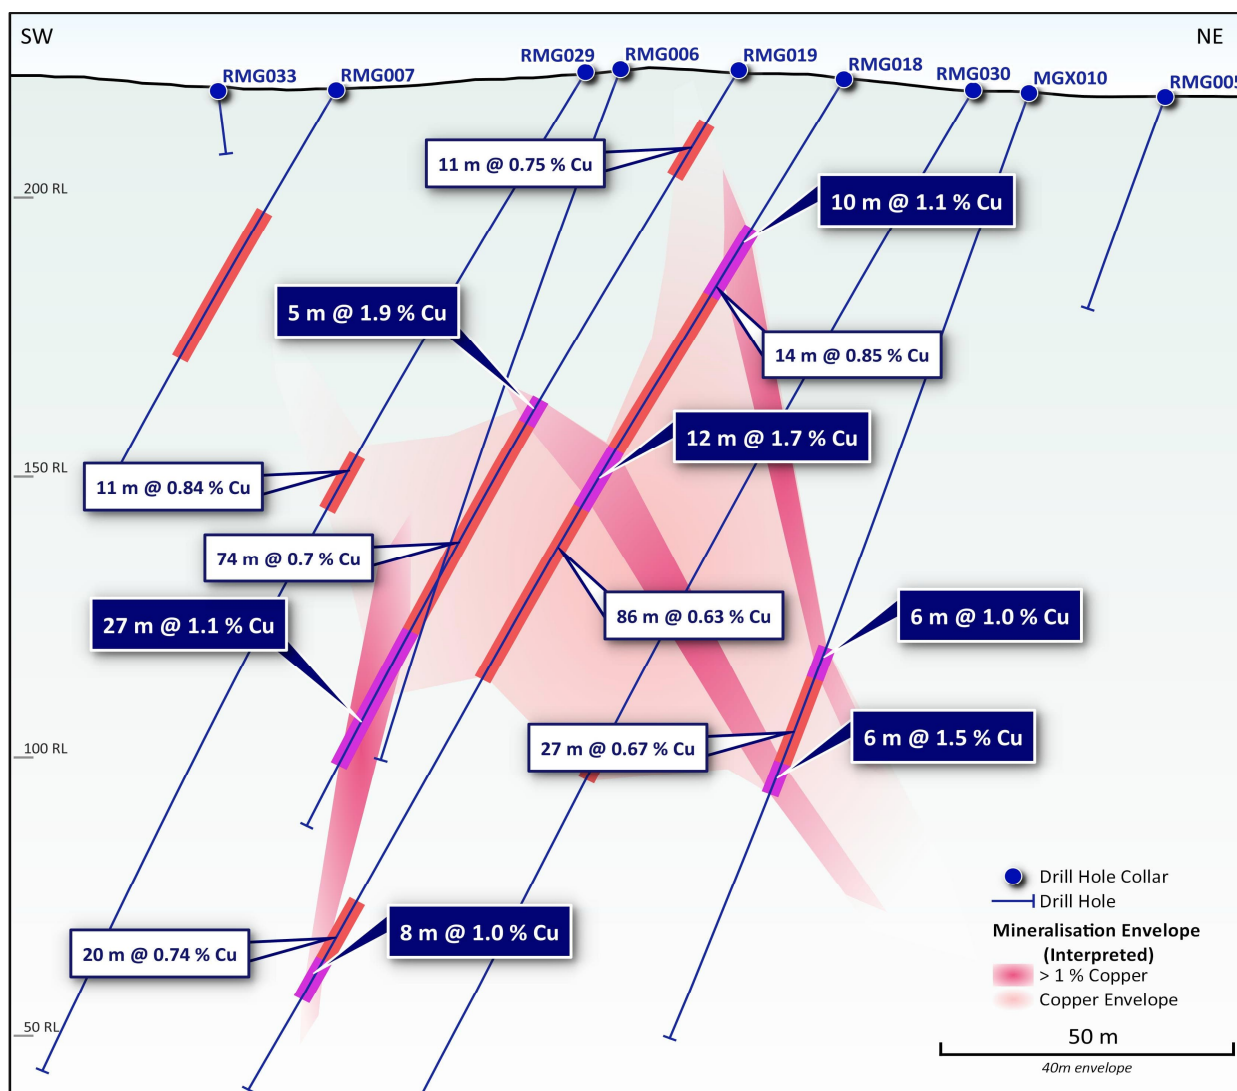 SW
NE
RMG033
RMG007
RMG029
RMG006
RMG019
RMG018
RMG030
MGX010
RMG005
11 m @ 0.75 % Cu
200 RL
10 m @ 1.1 % Cu
5 m @ 1.9 % Cu
14 m @ 0.85 % Cu
12 m @ 1.7 % Cu
150 RL
11 m @ 0.84 % Cu
74 m @ 0.7 % Cu
27 m @ 1.1 % Cu
86 m @ 0.63 % Cu
6 m @ 1.0 % Cu
100 RL
27 m @ 0.67 % Cu
6 m @ 1.5 % Cu
Drill Hole Collar
Drill Hole
Mineralisation Envelope
(Interpreted)
> 1 % Copper
Copper Envelope
8 m @ 1.0 % Cu
20 m @ 0.74 % Cu
50 RL
50 m
40m envelope